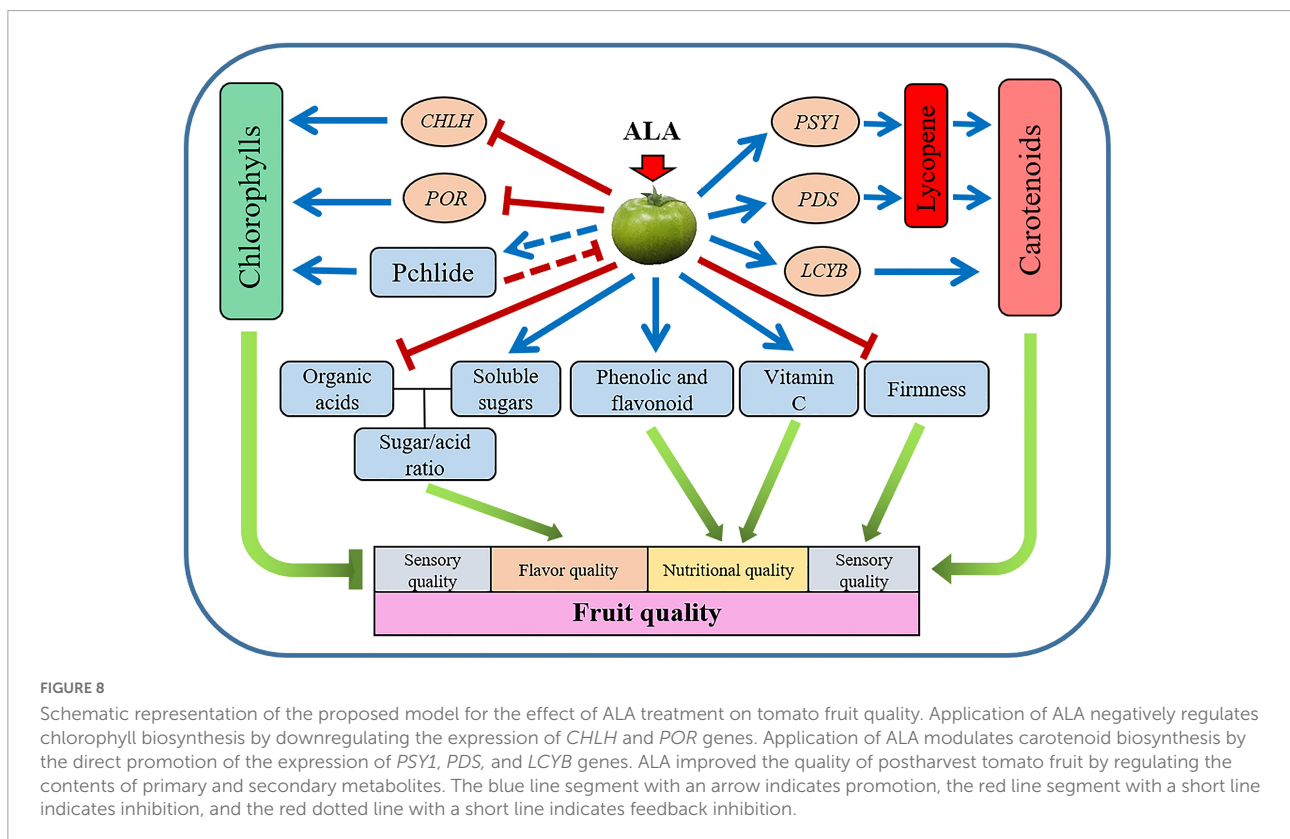 ALA
CHLH
PSY1
POR
PDS
Pchlide
LCYB
Chlorophylls
Lycopene
Carotenoids
Organic
acids
Soluble
sugars
Phenolic and
flavonoid
Vitamin
C
Firmness
Sugar/acid
ratio
Sensory
quality
Flavor quality
Nutritional quality
Sensory
quality
Fruit quality
FIGURE 8
Schematic representation of the proposed model for the effect of ALA treatment on tomato fruit quality. Application of ALA negatively regulates
chlorophyll biosynthesis by downregulating the expression of CHLH and POR genes. Application of ALA modulates carotenoid biosynthesis by
the direct promotion of the expression of PSY1, PDS, and LCYB genes. ALA improved the quality of postharvest tomato fruit by regulating the
contents of primary and secondary metabolites. The blue line segment with an arrow indicates promotion, the red line segment with a short line
indicates inhibition, and the red dotted line with a short line indicates feedback inhibition.